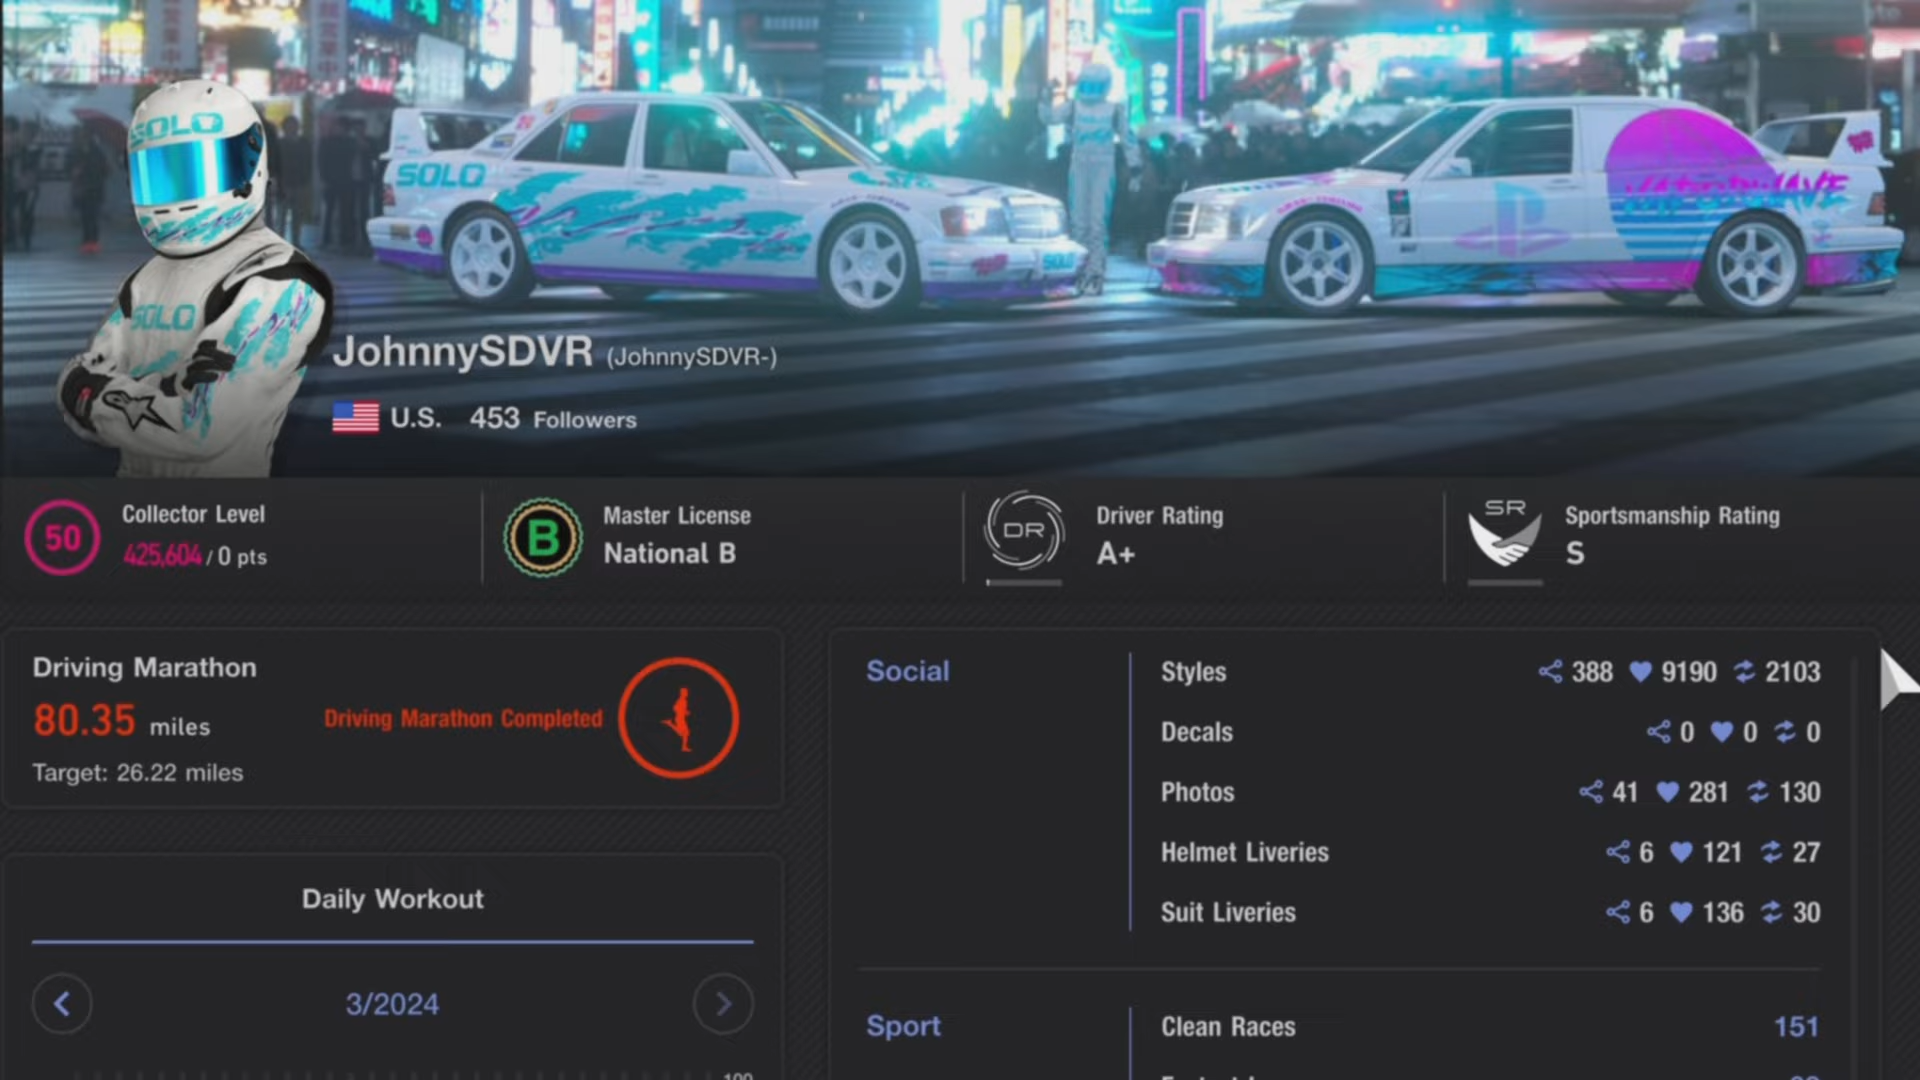 SOLO
SOLO
SOLO
VAPORWAVE
SOLO
JohnnySDVR (JohnnySDVR-)
U.S. 453 Followers
50
Collector Level
425,604 / 0 pts
B
Master License
National B
DR
Driver Rating
A+
SR
Sportsmanship Rating
S
Driving Marathon
80.35 miles
Driving Marathon Completed
Target: 26.22 miles
Daily Workout
3/2024
Social
Styles 388 9190 2103
Decals 0 0 0
Photos 41 281 130
Helmet Liveries 6 121 27
Suit Liveries 6 136 30
Sport
Clean Races 151